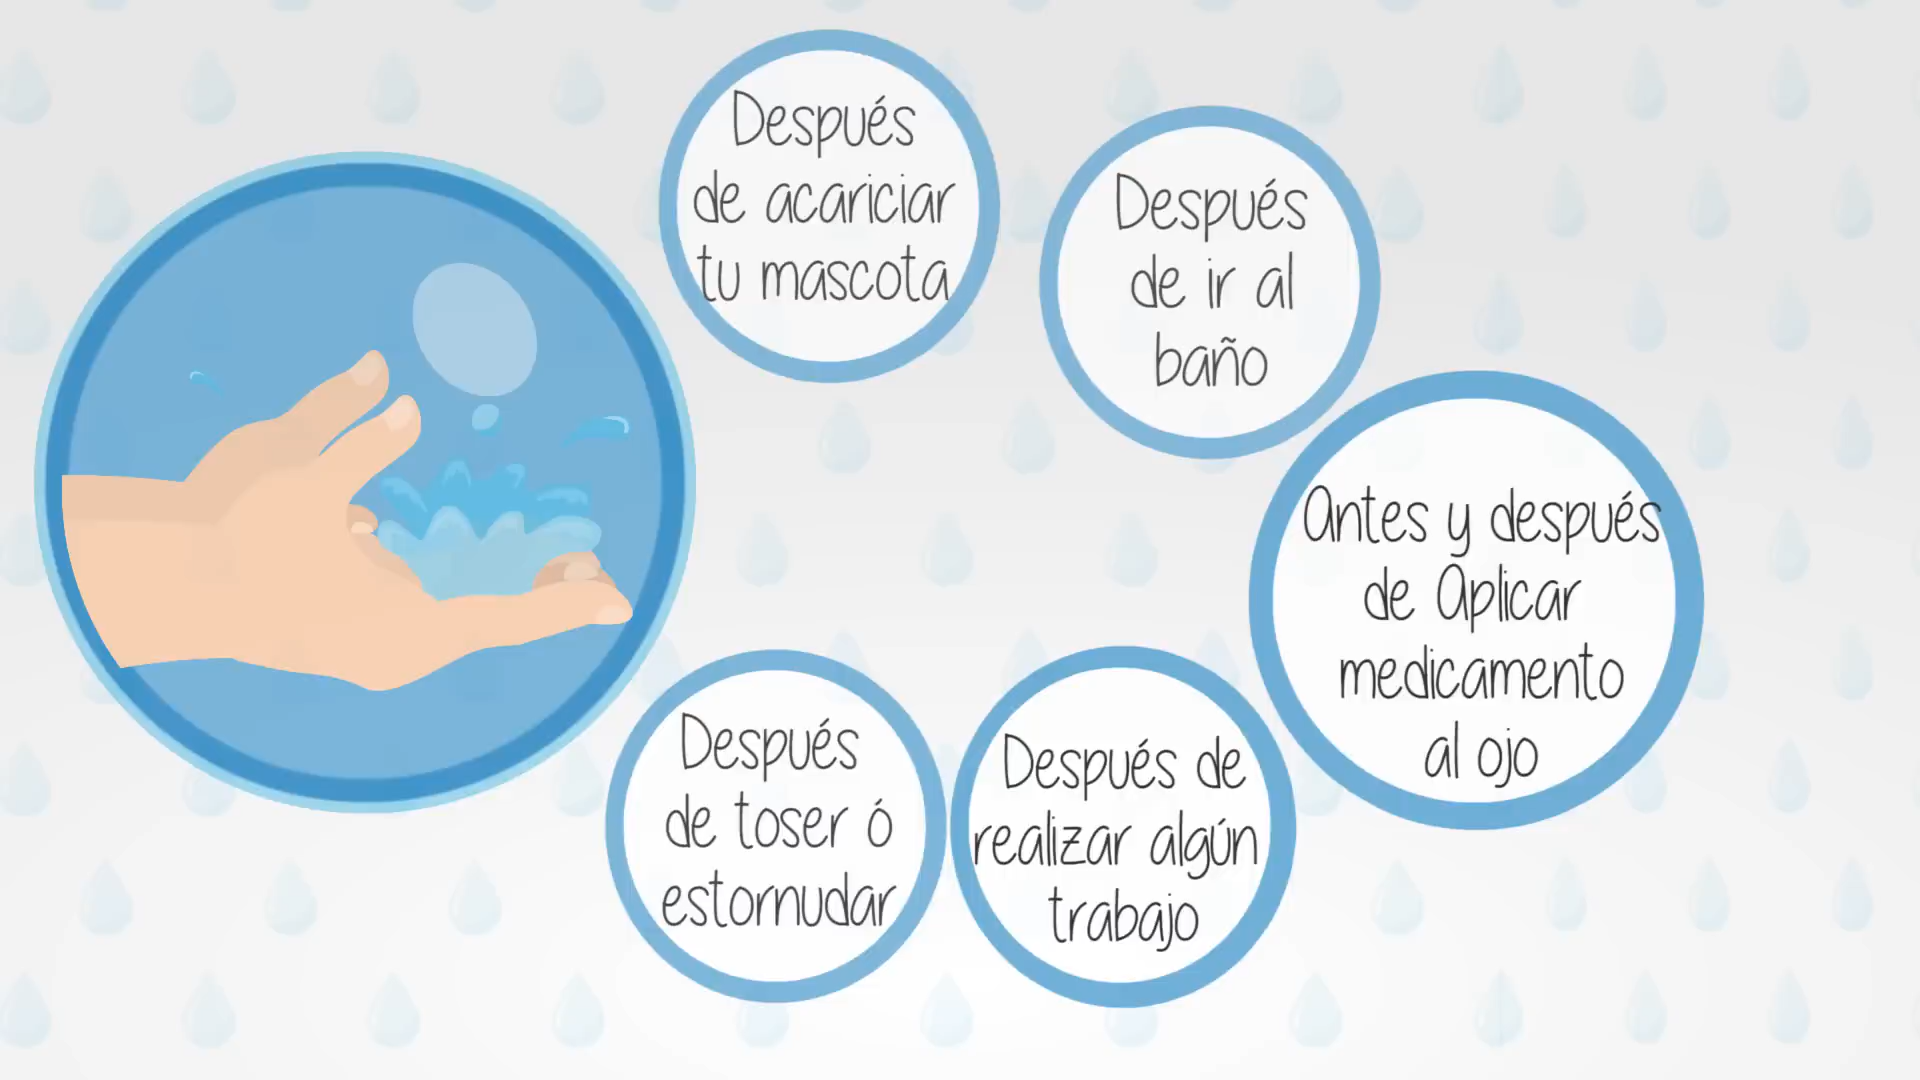 Después
de acariciar
tu mascota
Después
de ir al
baño
Antes y después
de Aplicar
medicamento
al ojo
Después de
realizar algún
trabajo
Después
de toser ó
estornudar